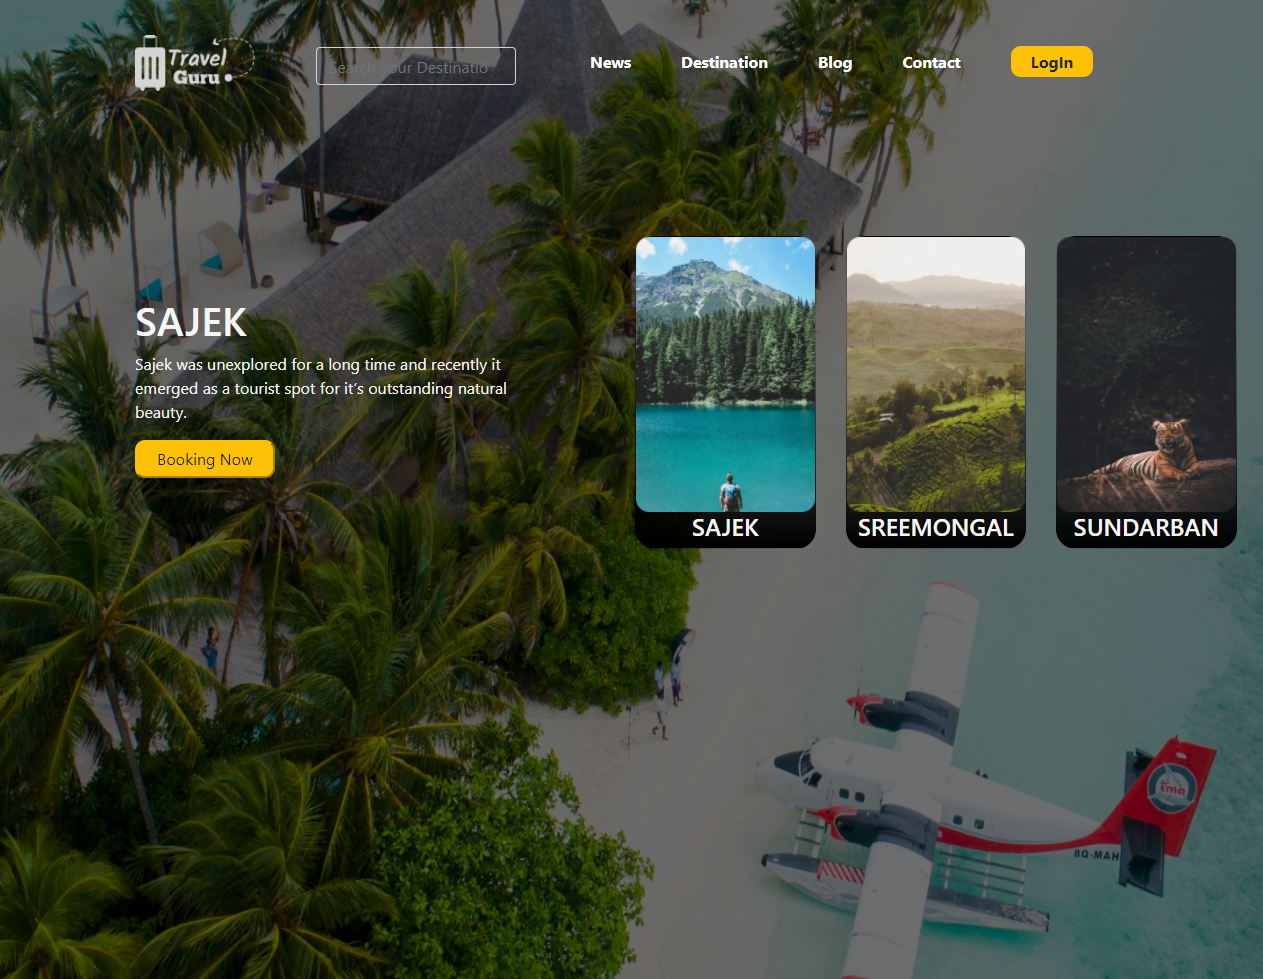 Travel
Guru
Search your Destinatio
News
Destination
Blog
Contact
LogIn
SAJEK
Sajek was unexplored for a long time and recently it
emerged as a tourist spot for it’s outstanding natural
beauty.
Booking Now
SAJEK
SREEMONGAL
SUNDARBAN
tma
8Q-MAH